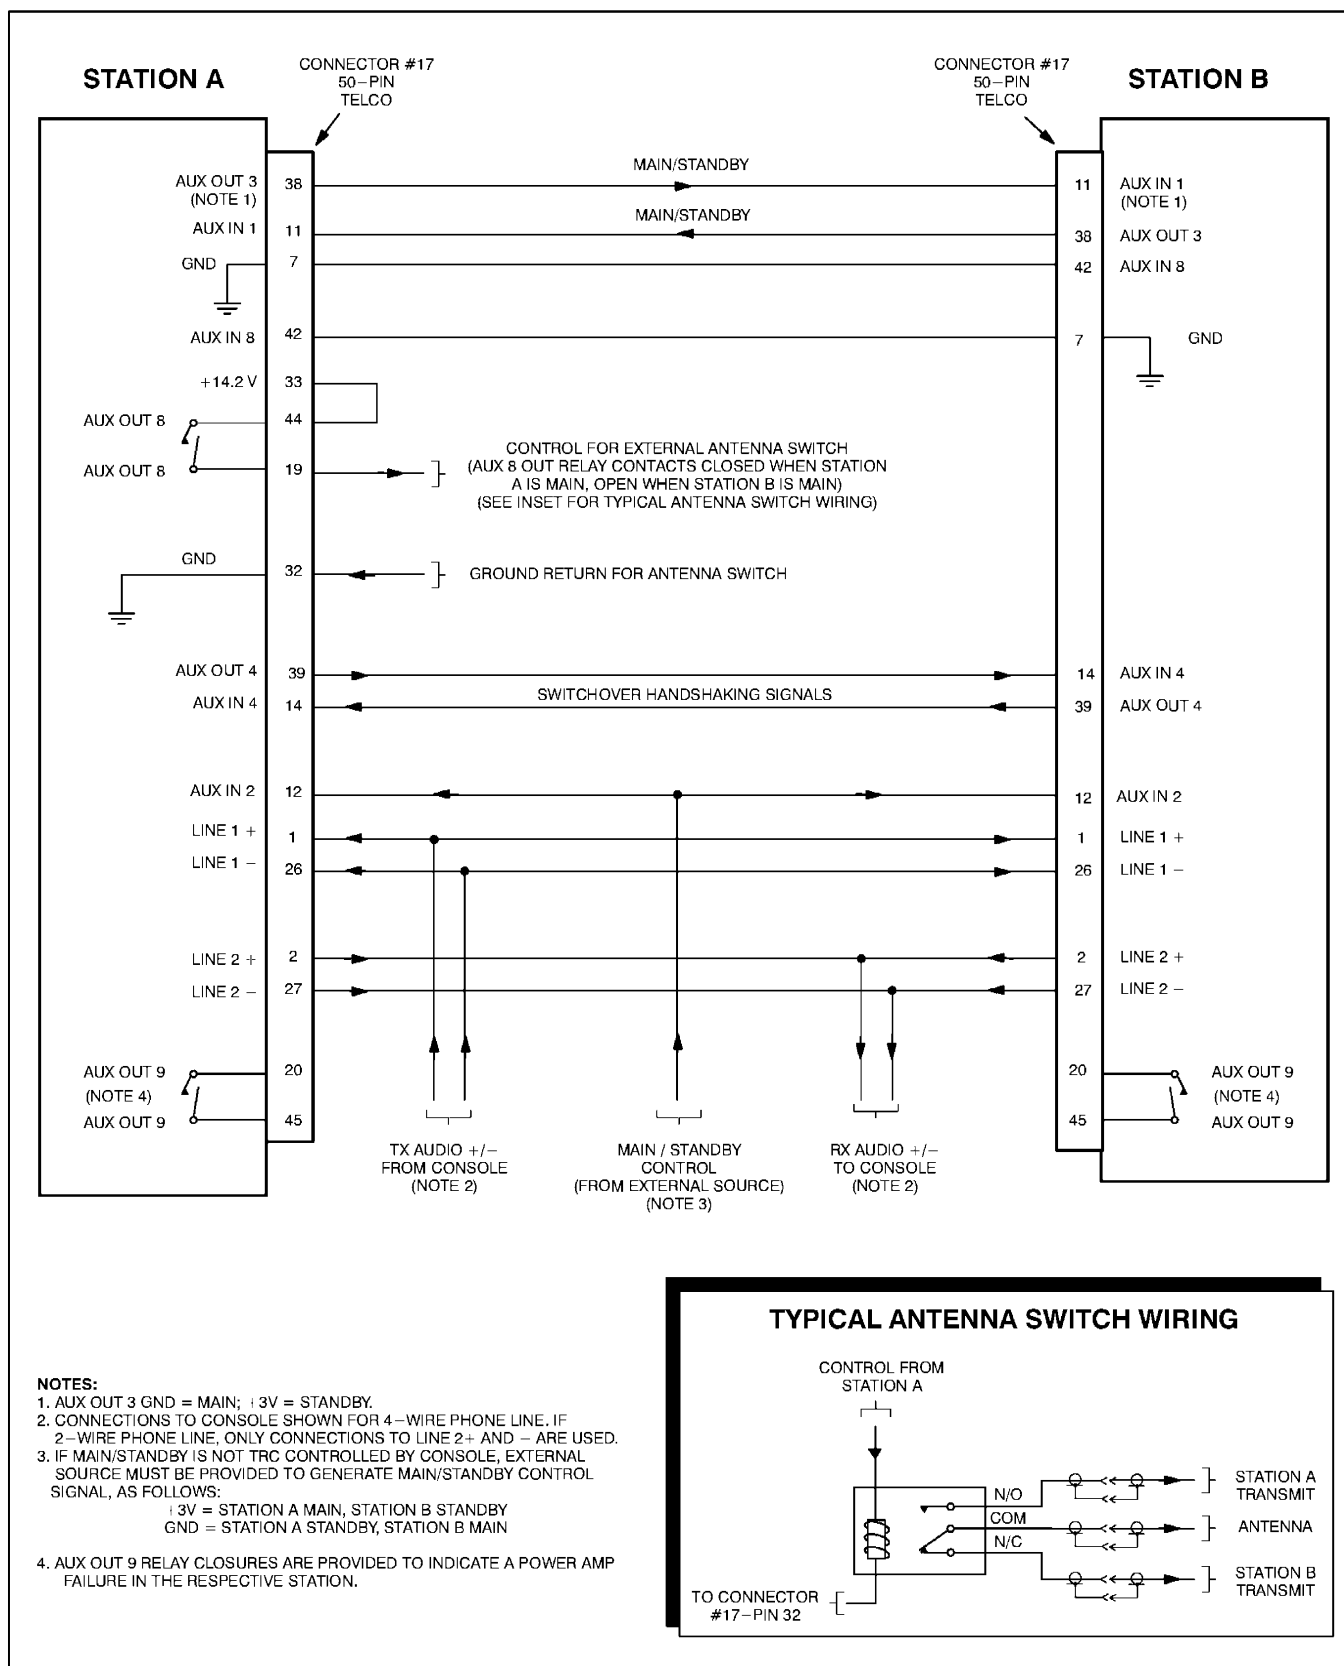 STATION A
CONNECTOR #17
50-PIN
TELCO
CONNECTOR #17
50-PIN
TELCO
STATION B
AUX OUT 3
(NOTE 1)
38
MAIN/STANDBY
11
AUX IN 1
(NOTE 1)
AUX IN 1
11
MAIN/STANDBY
38
AUX OUT 3
GND
7
42
AUX IN 8
AUX IN 8
42
7
GND
+14.2 V
33
AUX OUT 8
44
AUX OUT 8
19
CONTROL FOR EXTERNAL ANTENNA SWITCH
(AUX 8 OUT RELAY CONTACTS CLOSED WHEN STATION
A IS MAIN, OPEN WHEN STATION B IS MAIN)
(SEE INSET FOR TYPICAL ANTENNA SWITCH WIRING)
GND
32
GROUND RETURN FOR ANTENNA SWITCH
AUX OUT 4
39
14
AUX IN 4
AUX IN 4
14
SWITCHOVER HANDSHAKING SIGNALS
39
AUX OUT 4
AUX IN 2
12
12
AUX IN 2
LINE 1 +
1
1
LINE 1 +
LINE 1 -
26
26
LINE 1 -
LINE 2 +
2
2
LINE 2 +
LINE 2 -
27
27
LINE 2 -
AUX OUT 9
(NOTE 4)
AUX OUT 9
20
45
20
45
AUX OUT 9
(NOTE 4)
AUX OUT 9
TX AUDIO +/-
FROM CONSOLE
(NOTE 2)
MAIN / STANDBY
CONTROL
(FROM EXTERNAL SOURCE)
(NOTE 3)
RX AUDIO +/-
TO CONSOLE
(NOTE 2)
NOTES:
1. AUX OUT 3 GND = MAIN; 3V = STANDBY.
2. CONNECTIONS TO CONSOLE SHOWN FOR 4-WIRE PHONE LINE. IF
2-WIRE PHONE LINE, ONLY CONNECTIONS TO LINE 2+ AND - ARE USED.
3. IF MAIN/STANDBY IS NOT TRC CONTROLLED BY CONSOLE, EXTERNAL
SOURCE MUST BE PROVIDED TO GENERATE MAIN/STANDBY CONTROL
SIGNAL, AS FOLLOWS:
3V = STATION A MAIN, STATION B STANDBY
GND = STATION A STANDBY, STATION B MAIN
4. AUX OUT 9 RELAY CLOSURES ARE PROVIDED TO INDICATE A POWER AMP
FAILURE IN THE RESPECTIVE STATION.
TYPICAL ANTENNA SWITCH WIRING
CONTROL FROM
STATION A
N/O
COM
N/C
STATION A
TRANSMIT
ANTENNA
STATION B
TRANSMIT
TO CONNECTOR
#17-PIN 32